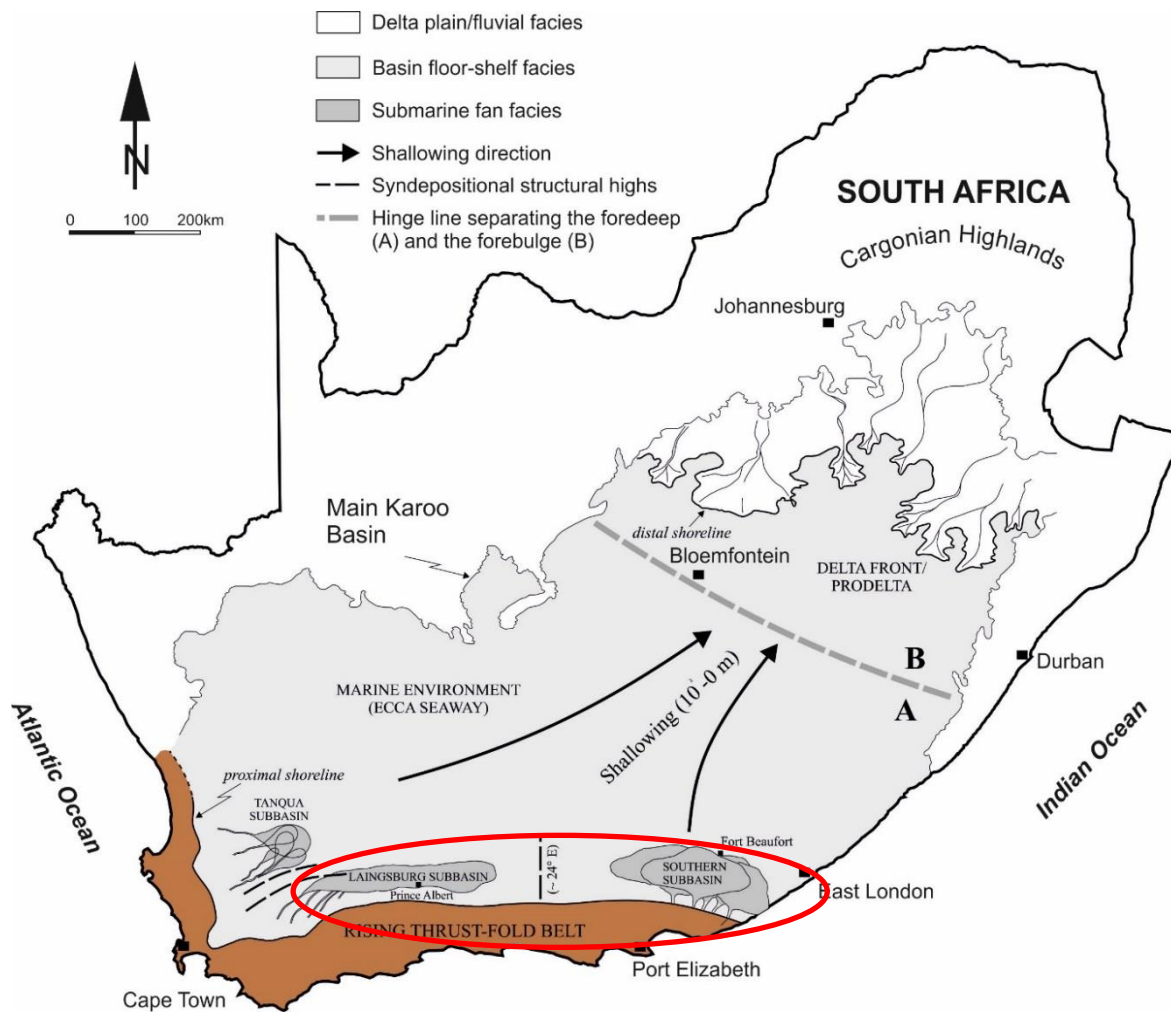 Delta plain/fluvial facies
Basin floor-shelf facies
Submarine fan facies
Shallowing direction
Syndepositional structural highs
Hinge line separating the foredeep
(A) and the forebulge (B)
N
0 100 200km
SOUTH AFRICA
Cargonian Highlands
Johannesburg
Main Karoo
Basin
distal shoreline
Bloemfontein
DELTA FRONT/
PRODELTA
B
A
Durban
MARINE ENVIRONMENT
(ECCA SEAWAY)
Shallowing (10³-0 m)
Atlantic Ocean
Indian Ocean
proximal shoreline
TANQUA
SUBBASIN
LAINGSBURG SUBBASIN
Prince Albert
(~ 24° E)
Fort Beaufort
SOUTHERN
SUBBASIN
East London
RISING THRUST-FOLD BELT
Port Elizabeth
Cape Town